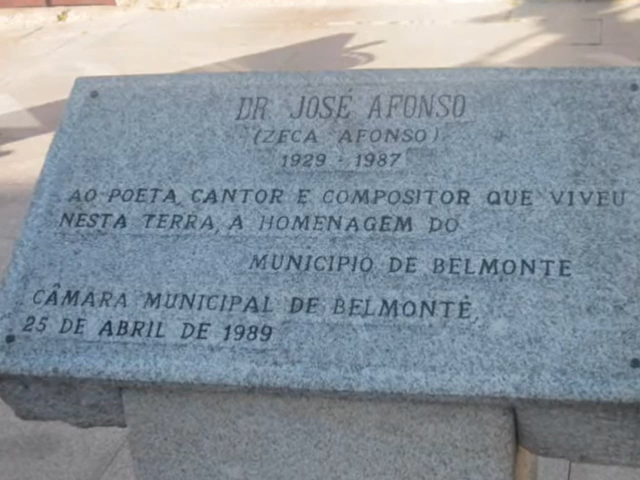 DR JOSÉ AFONSO
(ZECA AFONSO)
1929 - 1987
AO POETA, CANTOR E COMPOSITOR QUE VIVEU
NESTA TERRA, A HOMENAGEM DO
MUNICIPIO DE BELMONTE
CÂMARA MUNICIPAL DE BELMONTE,
25 DE ABRIL DE 1989